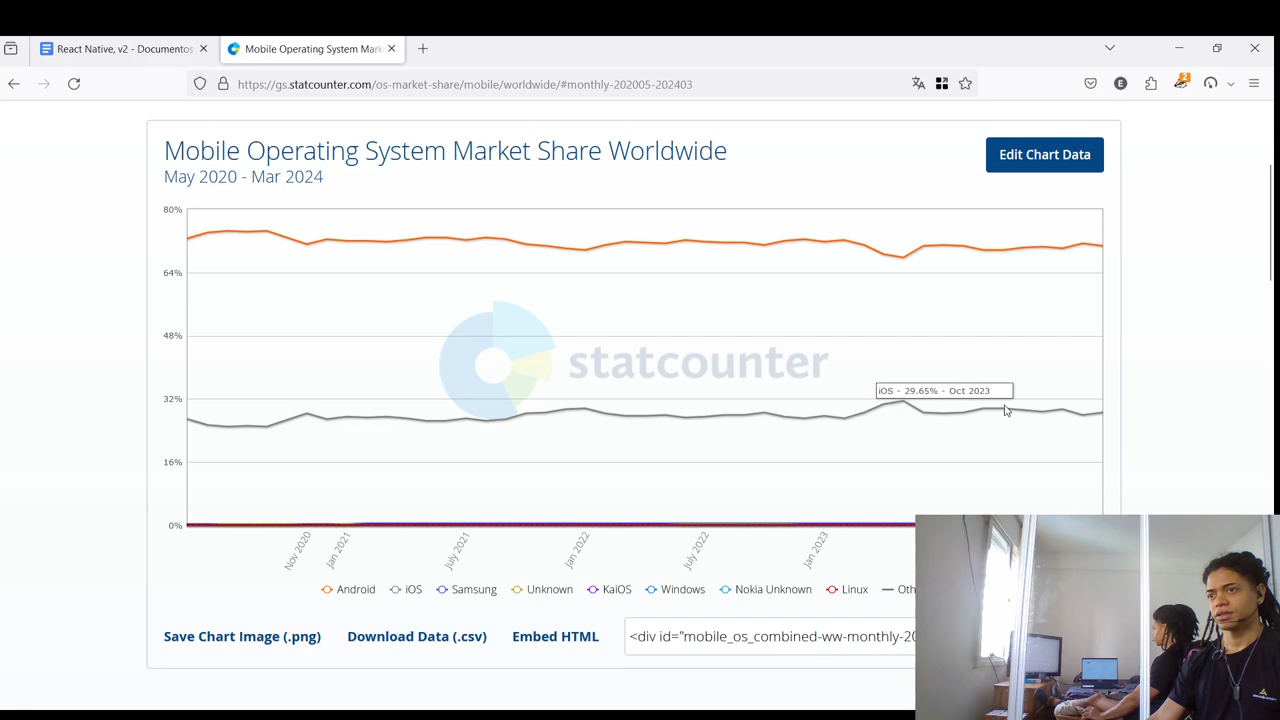 React Native, v2 - Documentos
Mobile Operating System Mark
https://gs.statcounter.com/os-market-share/mobile/worldwide/#monthly-202005-202403
E
2
Mobile Operating System Market Share Worldwide
Edit Chart Data
May 2020 - Mar 2024
80%
64%
48%
statcounter
iOS - 29.65% - Oct 2023
32%
16%
0%
Nov 2020
Jan 2021
July 2021
Jan 2022
July 2022
Jan 2023
Android iOS Samsung Unknown KaiOS Windows Nokia Unknown Linux Oth
Save Chart Image (.png) Download Data (.csv) Embed HTML <div id="mobile_os_combined-ww-monthly-20